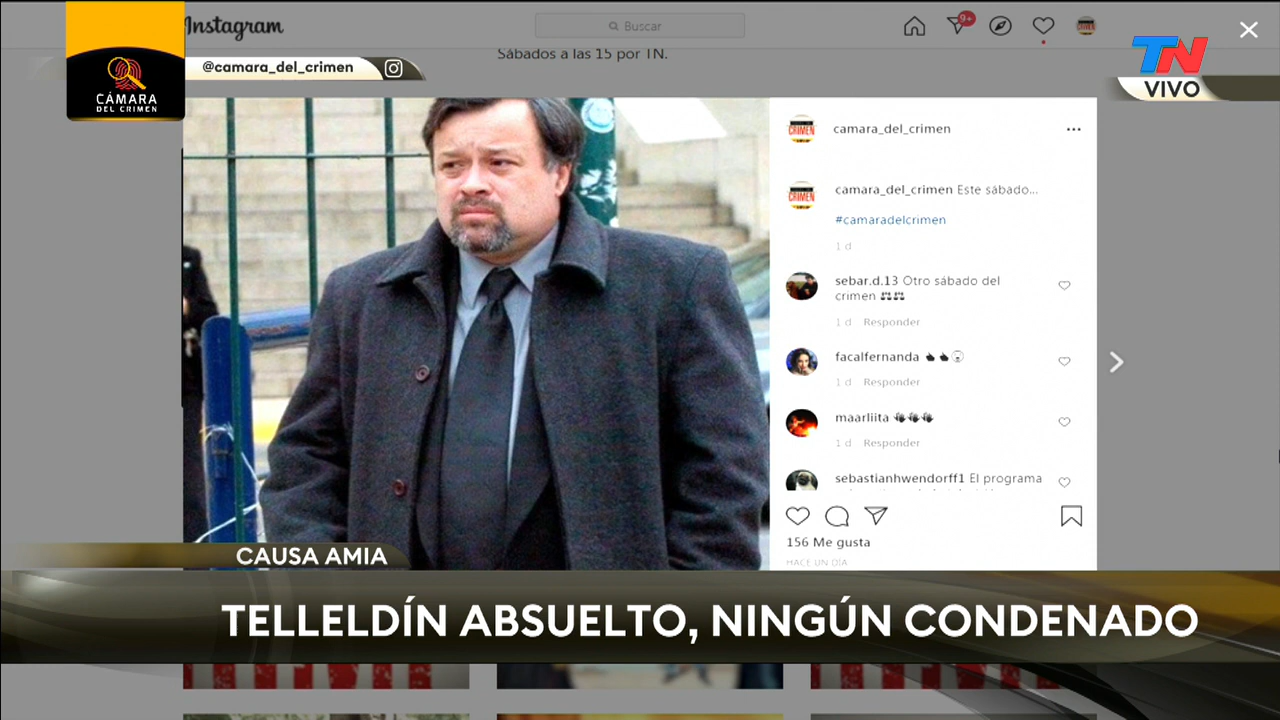 Instagram
Buscar
9+
Sábados a las 15 por TN.
@camara_del_crimen
CÁMARA
DEL CRIMEN
TN
VIVO
CRIMEN
camara_del_crimen
CRIMEN
camara_del_crimen Este sábado...
#camaradelcrimen
1 d
sebar.d.13 Otro sábado del
crimen
1 d Responder
facalfernanda
1 d Responder
maarliita
1 d Responder
sebastianhwendorff1 El programa
156 Me gusta
HACE UN DÍA
CAUSA AMIA
TELLELDÍN ABSUELTO, NINGÚN CONDENADO